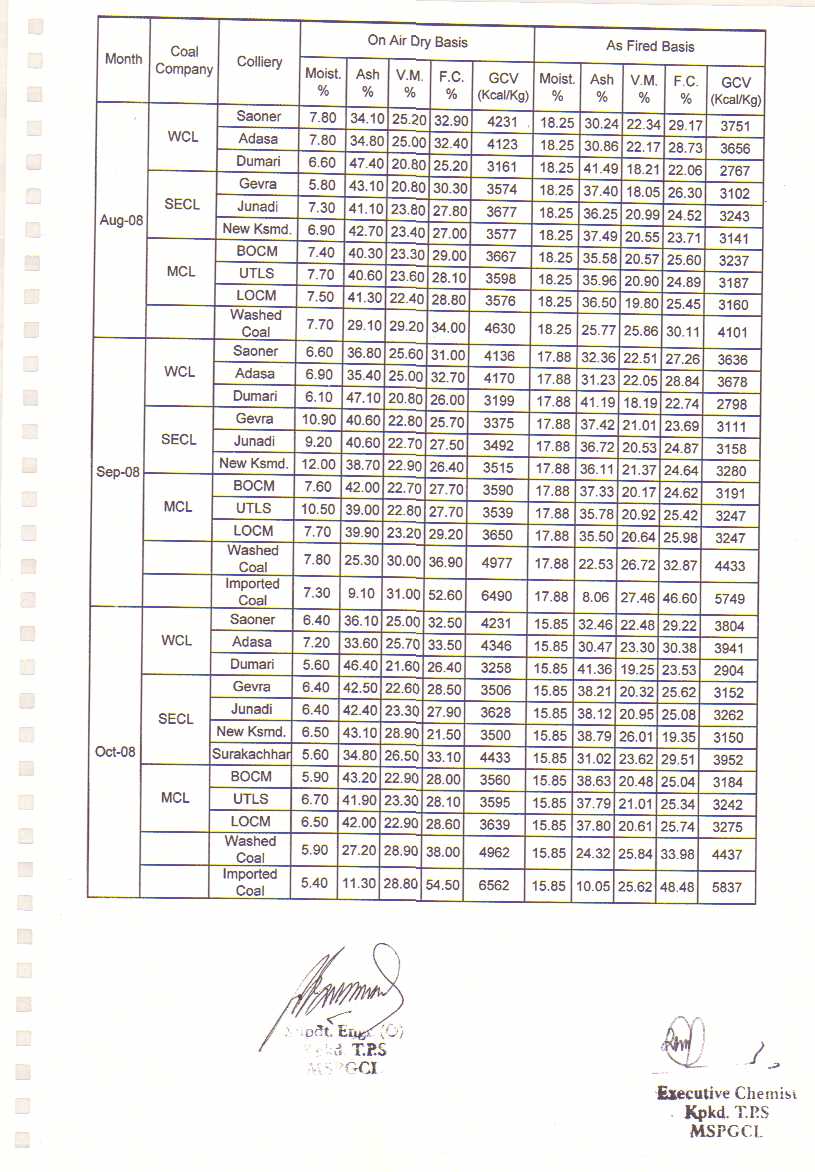 On Air Dry Basis As Fired Basis
Month Coal Company Colliery Moist. % Ash % V.M. % F.C. % GCV (Kcal/Kg) Moist. % Ash % V.M. % F.C. % GCV (Kcal/Kg)
Aug-08 WCL Saoner 7.80 34.10 25.20 32.90 4231 18.25 30.24 22.34 29.17 3751
Adasa 7.80 34.80 25.00 32.40 4123 18.25 30.86 22.17 28.73 3656
Dumari 6.60 47.40 20.80 25.20 3161 18.25 41.49 18.21 22.06 2767
SECL Gevra 5.80 43.10 20.80 30.30 3574 18.25 37.40 18.05 26.30 3102
Junadi 7.30 41.10 23.80 27.80 3677 18.25 36.25 20.99 24.52 3243
New Ksmd. 6.90 42.70 23.40 27.00 3577 18.25 37.49 20.55 23.71 3141
MCL BOCM 7.40 40.30 23.30 29.00 3667 18.25 35.58 20.57 25.60 3237
UTLS 7.70 40.60 23.60 28.10 3598 18.25 35.96 20.90 24.89 3187
LOCM 7.50 41.30 22.40 28.80 3576 18.25 36.50 19.80 25.45 3160
Washed Coal 7.70 29.10 29.20 34.00 4630 18.25 25.77 25.86 30.11 4101
Sep-08 WCL Saoner 6.60 36.80 25.60 31.00 4136 17.88 32.36 22.51 27.26 3636
Adasa 6.90 35.40 25.00 32.70 4170 17.88 31.23 22.05 28.84 3678
Dumari 6.10 47.10 20.80 26.00 3199 17.88 41.19 18.19 22.74 2798
SECL Gevra 10.90 40.60 22.80 25.70 3375 17.88 37.42 21.01 23.69 3111
Junadi 9.20 40.60 22.70 27.50 3492 17.88 36.72 20.53 24.87 3158
New Ksmd. 12.00 38.70 22.90 26.40 3515 17.88 36.11 21.37 24.64 3280
MCL BOCM 7.60 42.00 22.70 27.70 3590 17.88 37.33 20.17 24.62 3191
UTLS 10.50 39.00 22.80 27.70 3539 17.88 35.78 20.92 25.42 3247
LOCM 7.70 39.90 23.20 29.20 3650 17.88 35.50 20.64 25.98 3247
Washed Coal 7.80 25.30 30.00 36.90 4977 17.88 22.53 26.72 32.87 4433
Imported Coal 7.30 9.10 31.00 52.60 6490 17.88 8.06 27.46 46.60 5749
Oct-08 WCL Saoner 6.40 36.10 25.00 32.50 4231 15.85 32.46 22.48 29.22 3804
Adasa 7.20 33.60 25.70 33.50 4346 15.85 30.47 23.30 30.38 3941
Dumari 5.60 46.40 21.60 26.40 3258 15.85 41.36 19.25 23.53 2904
SECL Gevra 6.40 42.50 22.60 28.50 3506 15.85 38.21 20.32 25.62 3152
Junadi 6.40 42.40 23.30 27.90 3628 15.85 38.12 20.95 25.08 3262
New Ksmd. 6.50 43.10 28.90 21.50 3500 15.85 38.79 26.01 19.35 3150
Surakachhar 5.60 34.80 26.50 33.10 4433 15.85 31.02 23.62 29.51 3952
MCL BOCM 5.90 43.20 22.90 28.00 3560 15.85 38.63 20.48 25.04 3184
UTLS 6.70 41.90 23.30 28.10 3595 15.85 37.79 21.01 25.34 3242
LOCM 6.50 42.00 22.90 28.60 3639 15.85 37.80 20.61 25.74 3275
Washed Coal 5.90 27.20 28.90 38.00 4962 15.85 24.32 25.84 33.98 4437
Imported Coal 5.40 11.30 28.80 54.50 6562 15.85 10.05 25.62 48.48 5837
Engr. (O)
T.P.S
MSPGCL
Executive Chemist
Kpkd. T.P.S
MSPGCL